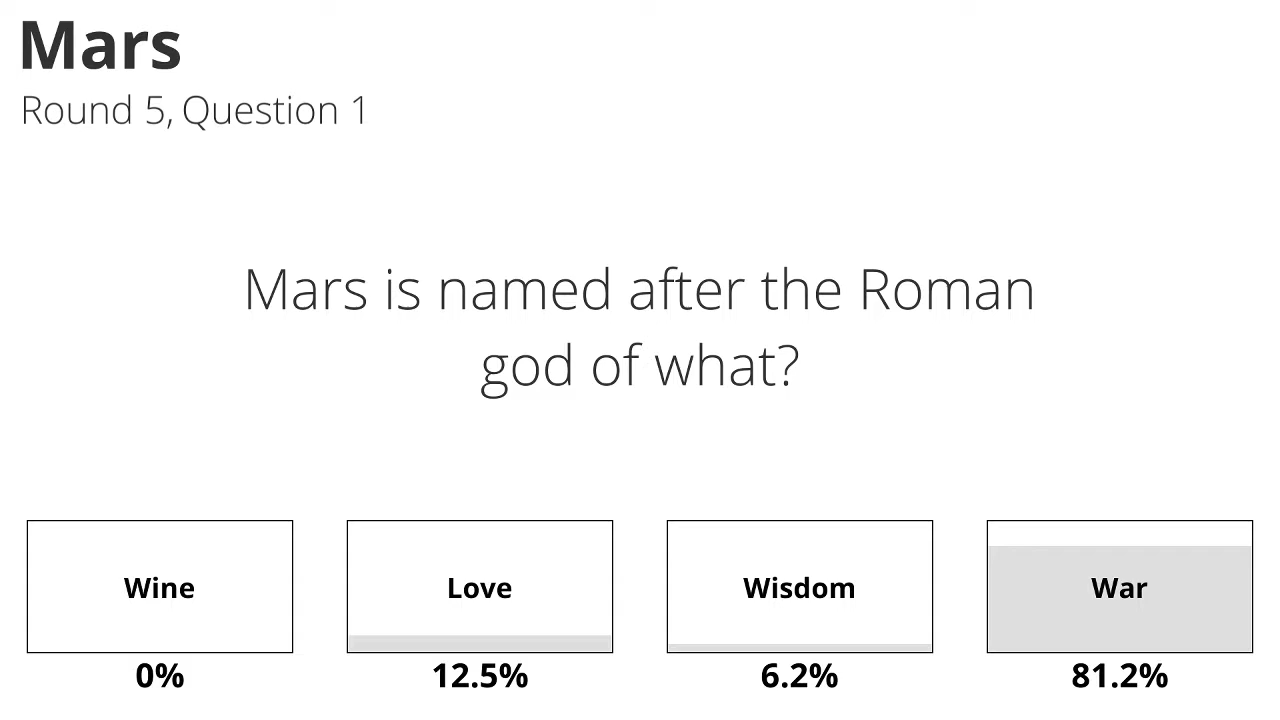 Mars
Round 5, Question 1
Mars is named after the Roman
god of what?
Wine
Love
Wisdom
War
0%
12.5%
6.2%
81.2%